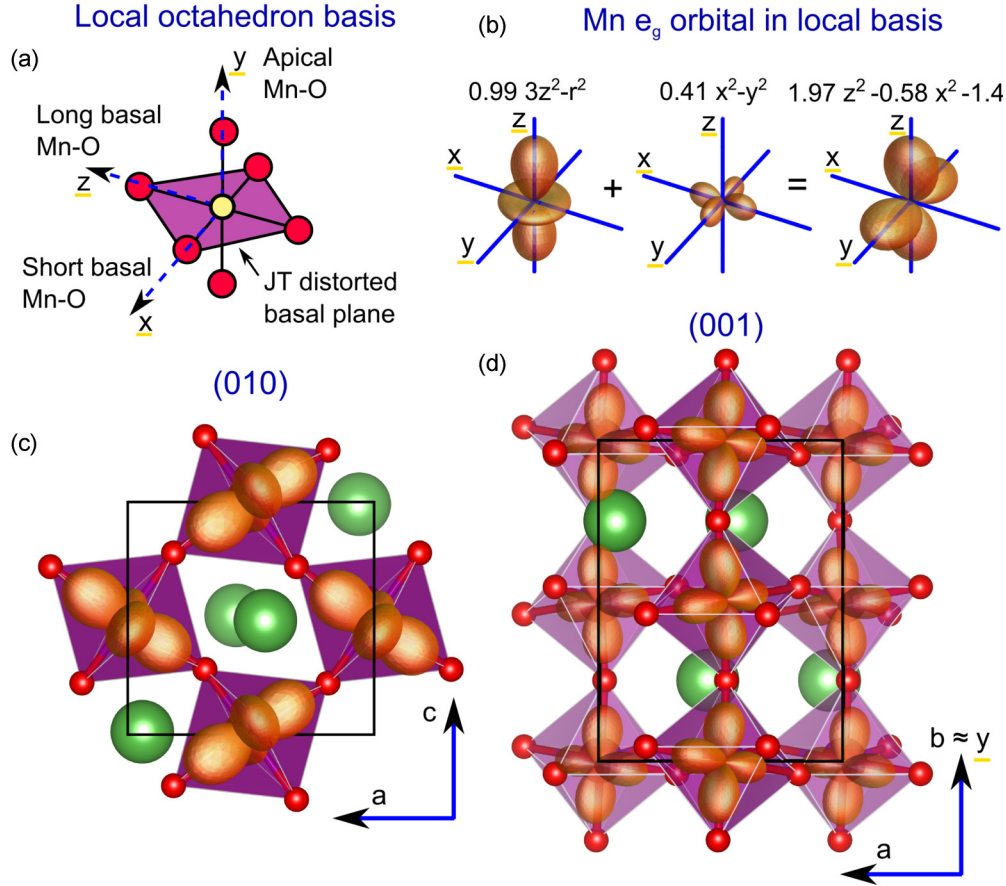 Local octahedron basis
(a)
y
Apical
Mn-O
Long basal
Mn-O
z
Short basal
Mn-O
x
JT distorted
basal plane
(b)
Mn eg orbital in local basis
0.99 3z²-r²
0.41 x²-y²
1.97 z² -0.58 x² -1.4
z
x
y
+
z
x
y
=
z
x
y
(010)
(c)
c
a
(001)
(d)
b ≈ y
a